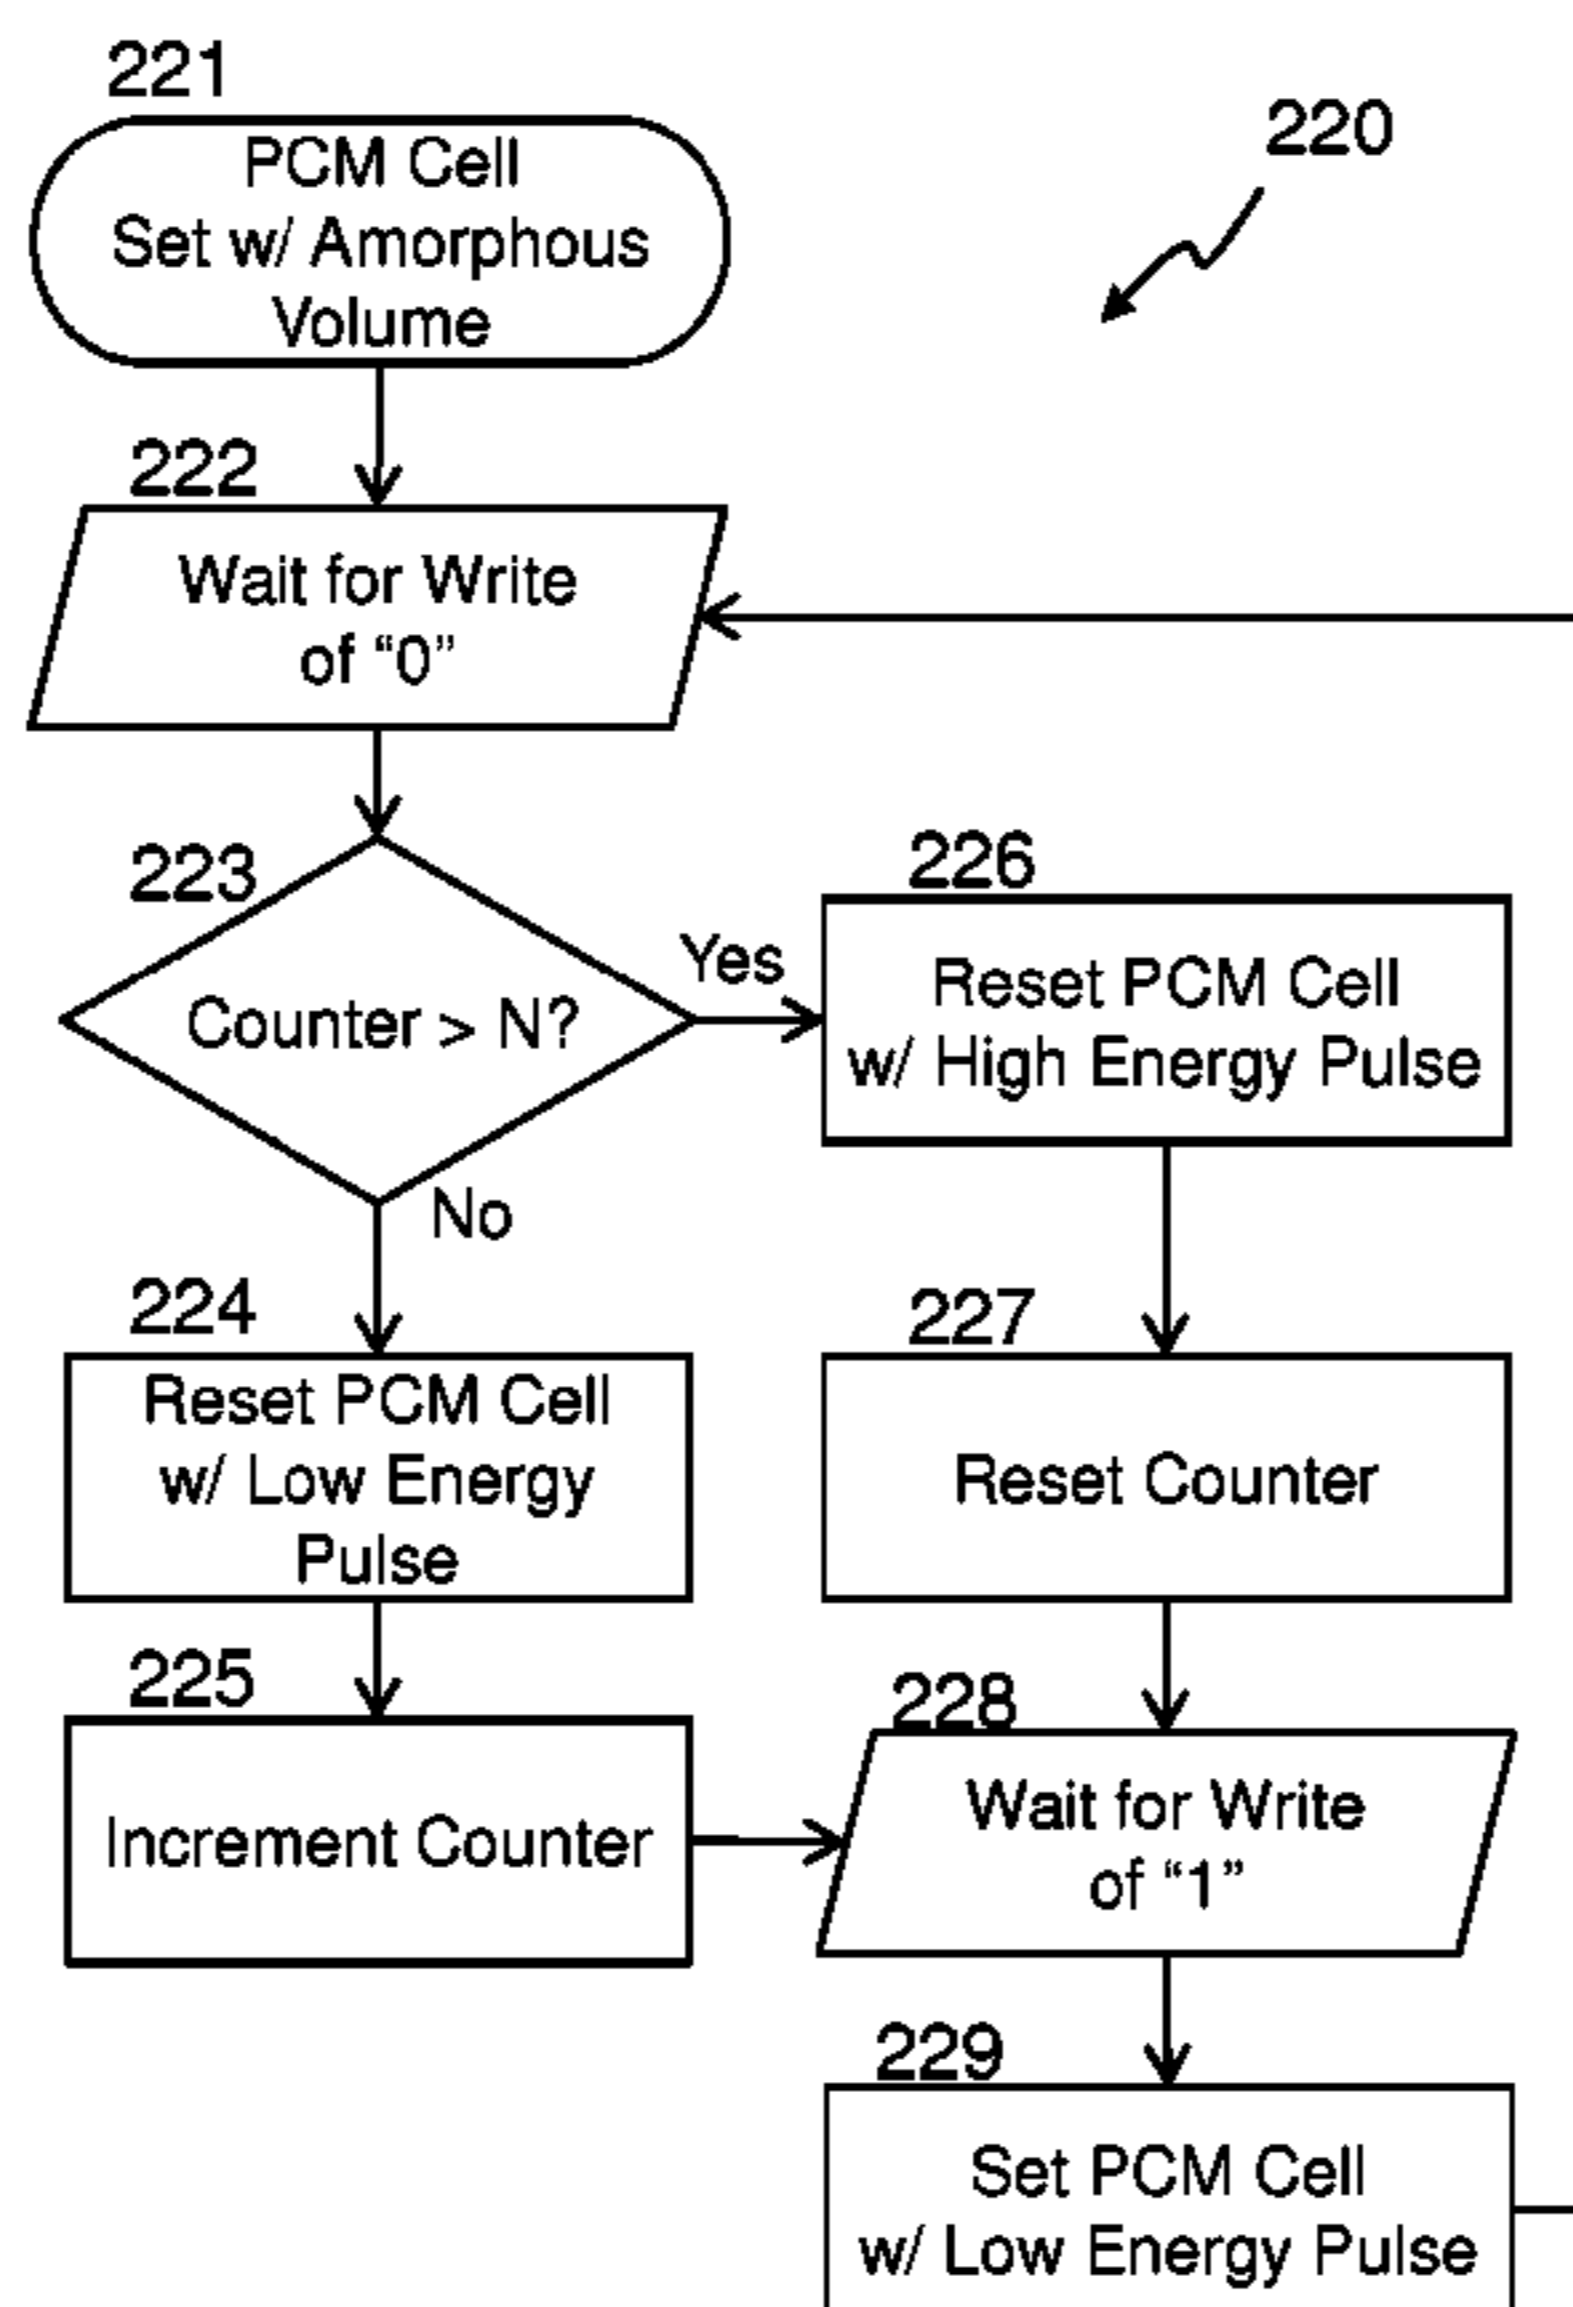 221
PCM Cell
Set w/ Amorphous
Volume
220
222
Wait for Write
of “0”
223
Counter > N?
Yes
No
226
Reset PCM Cell
w/ High Energy Pulse
224
Reset PCM Cell
w/ Low Energy
Pulse
227
Reset Counter
225
Increment Counter
228
Wait for Write
of “1”
229
Set PCM Cell
w/ Low Energy Pulse